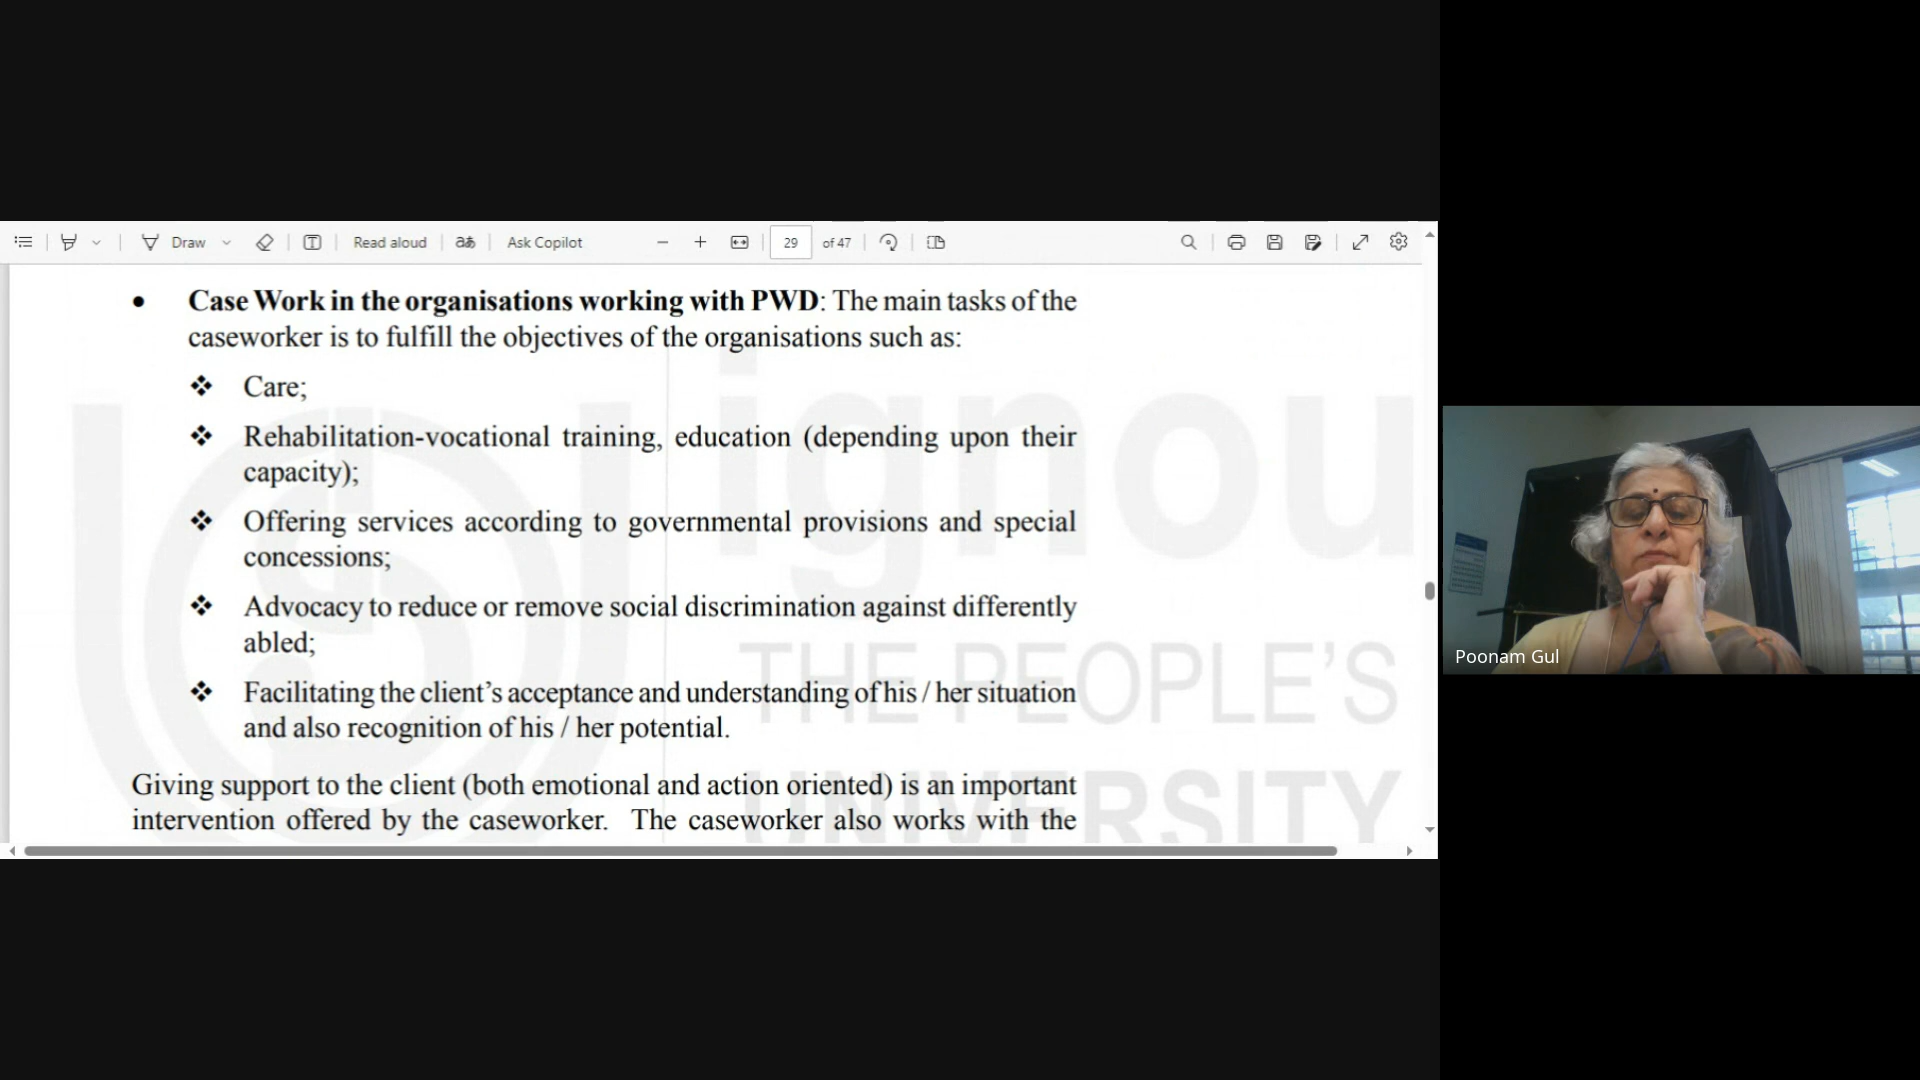 Draw
Read aloud
aあ
Ask Copilot
29
of 47
• Case Work in the organisations working with PWD: The main tasks of the
caseworker is to fulfill the objectives of the organisations such as:
❖ Care;
❖ Rehabilitation-vocational training, education (depending upon their
capacity);
❖ Offering services according to governmental provisions and special
concessions;
❖ Advocacy to reduce or remove social discrimination against differently
abled;
❖ Facilitating the client’s acceptance and understanding of his / her situation
and also recognition of his / her potential.
Giving support to the client (both emotional and action oriented) is an important
intervention offered by the caseworker. The caseworker also works with the
ignou
THE PEOPLE’S
UNIVERSITY
Poonam Gul